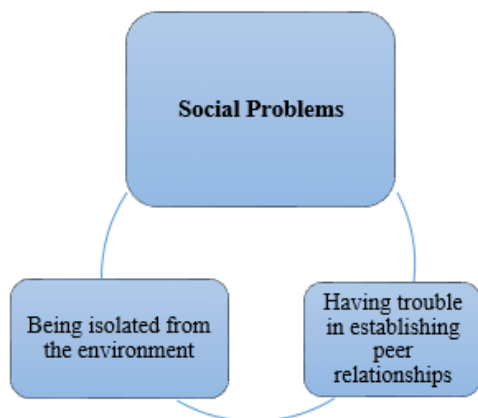 Social Problems
Being isolated from
the environment
Having trouble
in establishing
peer
relationships